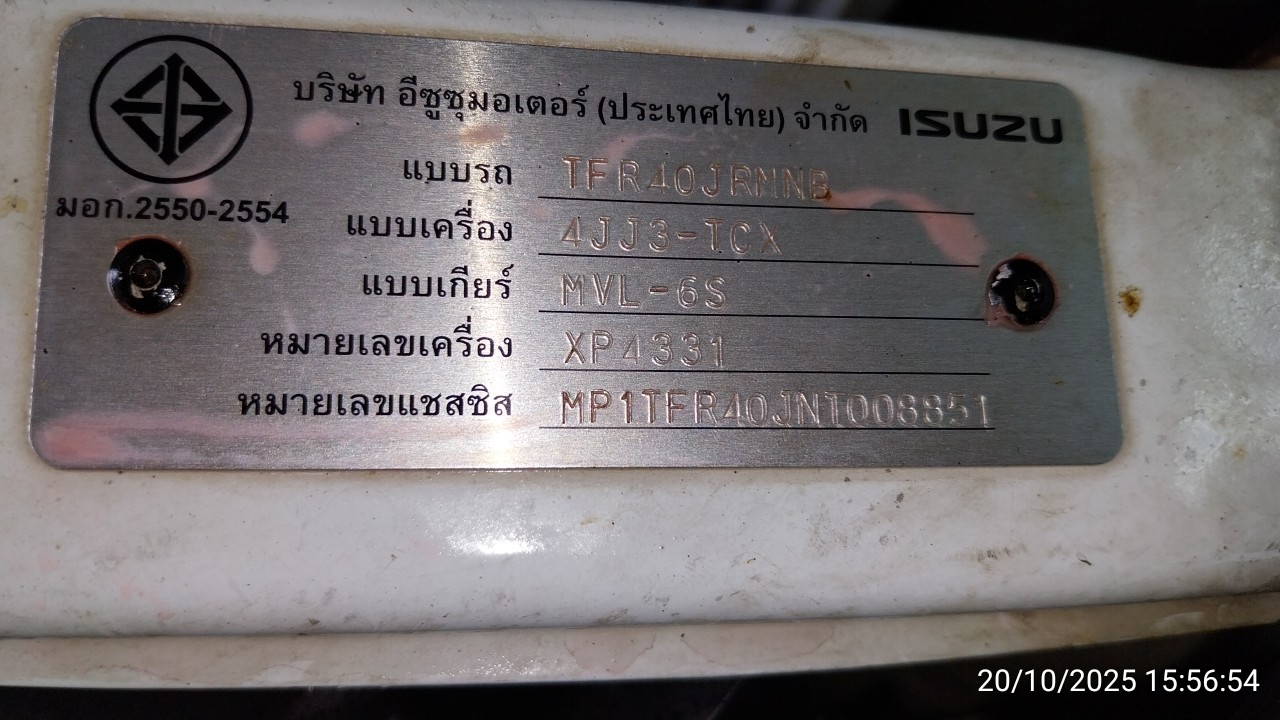 บริษัท อีซูซุมอเตอร์ (ประเทศไทย) จำกัด ISUZU
แบบรถ TFR40JRMNB
มอก.2550-2554
แบบเครื่อง 4JJ3-TCX
แบบเกียร์ MVL-6S
หมายเลขเครื่อง XP4331
หมายเลขแชสซิส MP1TFR40JNT008851
20/10/2025 15:56:54